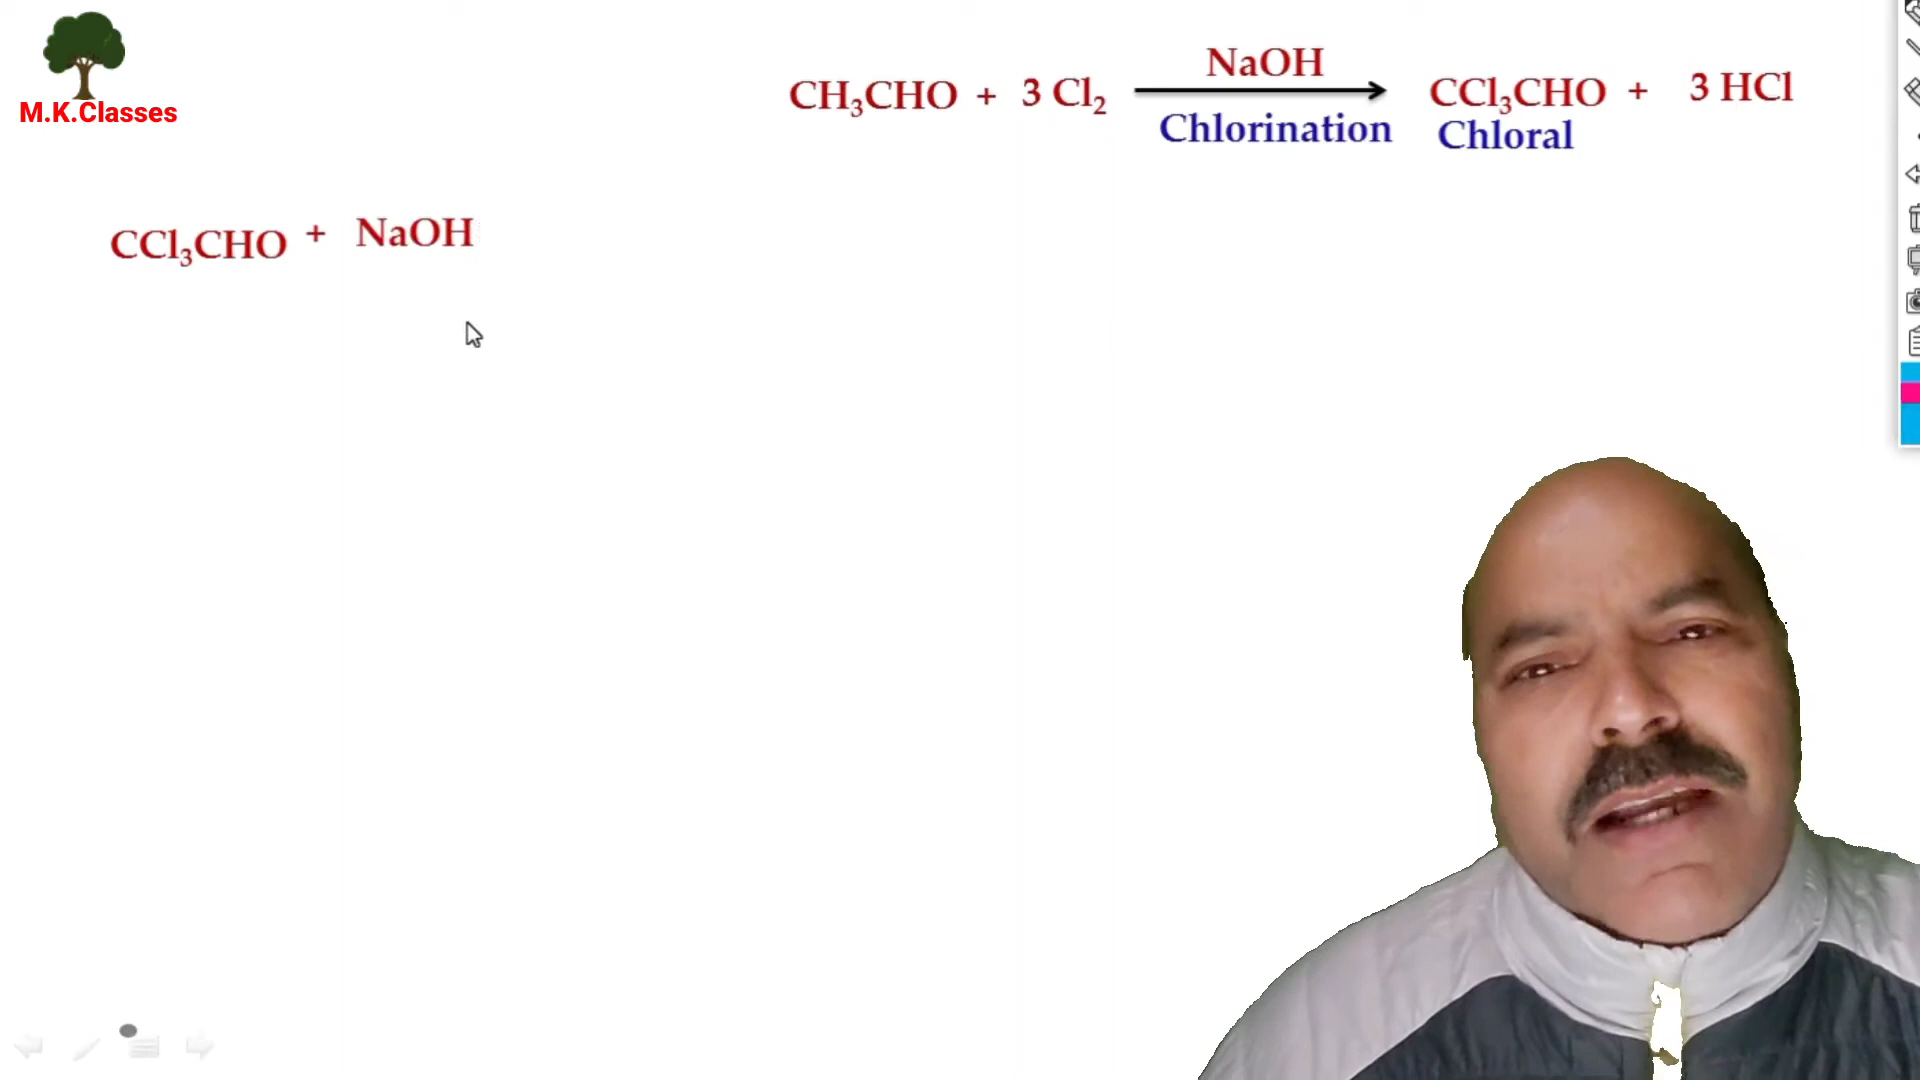 M.K.Classes
CH₃CHO + 3 Cl₂ NaOH CCl₃CHO + 3 HCl
Chlorination Chloral
CCl₃CHO + NaOH